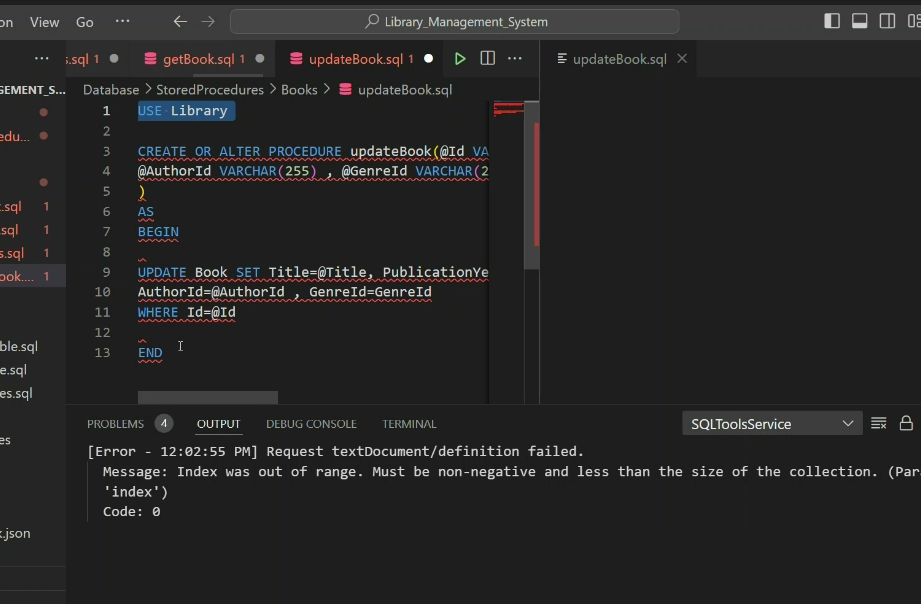 on View Go ... Library_Management_System
s.sql 1 getBook.sql 1 updateBook.sql 1 ... updateBook.sql
GEMENT_S... Database > StoredProcedures > Books > updateBook.sql
1 USE Library
2
edu...
3 CREATE OR ALTER PROCEDURE updateBook(@Id VA
4 @AuthorId VARCHAR(255) , @GenreId VARCHAR(2
5 )
.sql 1
6 AS
.sql 1
7 BEGIN
s.sql 1
8
ook.... 1
9 UPDATE Book SET Title=@Title, PublicationYe
10 AuthorId=@AuthorId , GenreId=GenreId
11 WHERE Id=@Id
12
ble.sql
13 END
e.sql
es.sql
es
.json
PROBLEMS 4 OUTPUT DEBUG CONSOLE TERMINAL SQLToolsService
[Error - 12:02:55 PM] Request textDocument/definition failed.
Message: Index was out of range. Must be non-negative and less than the size of the collection. (Par
'index')
Code: 0